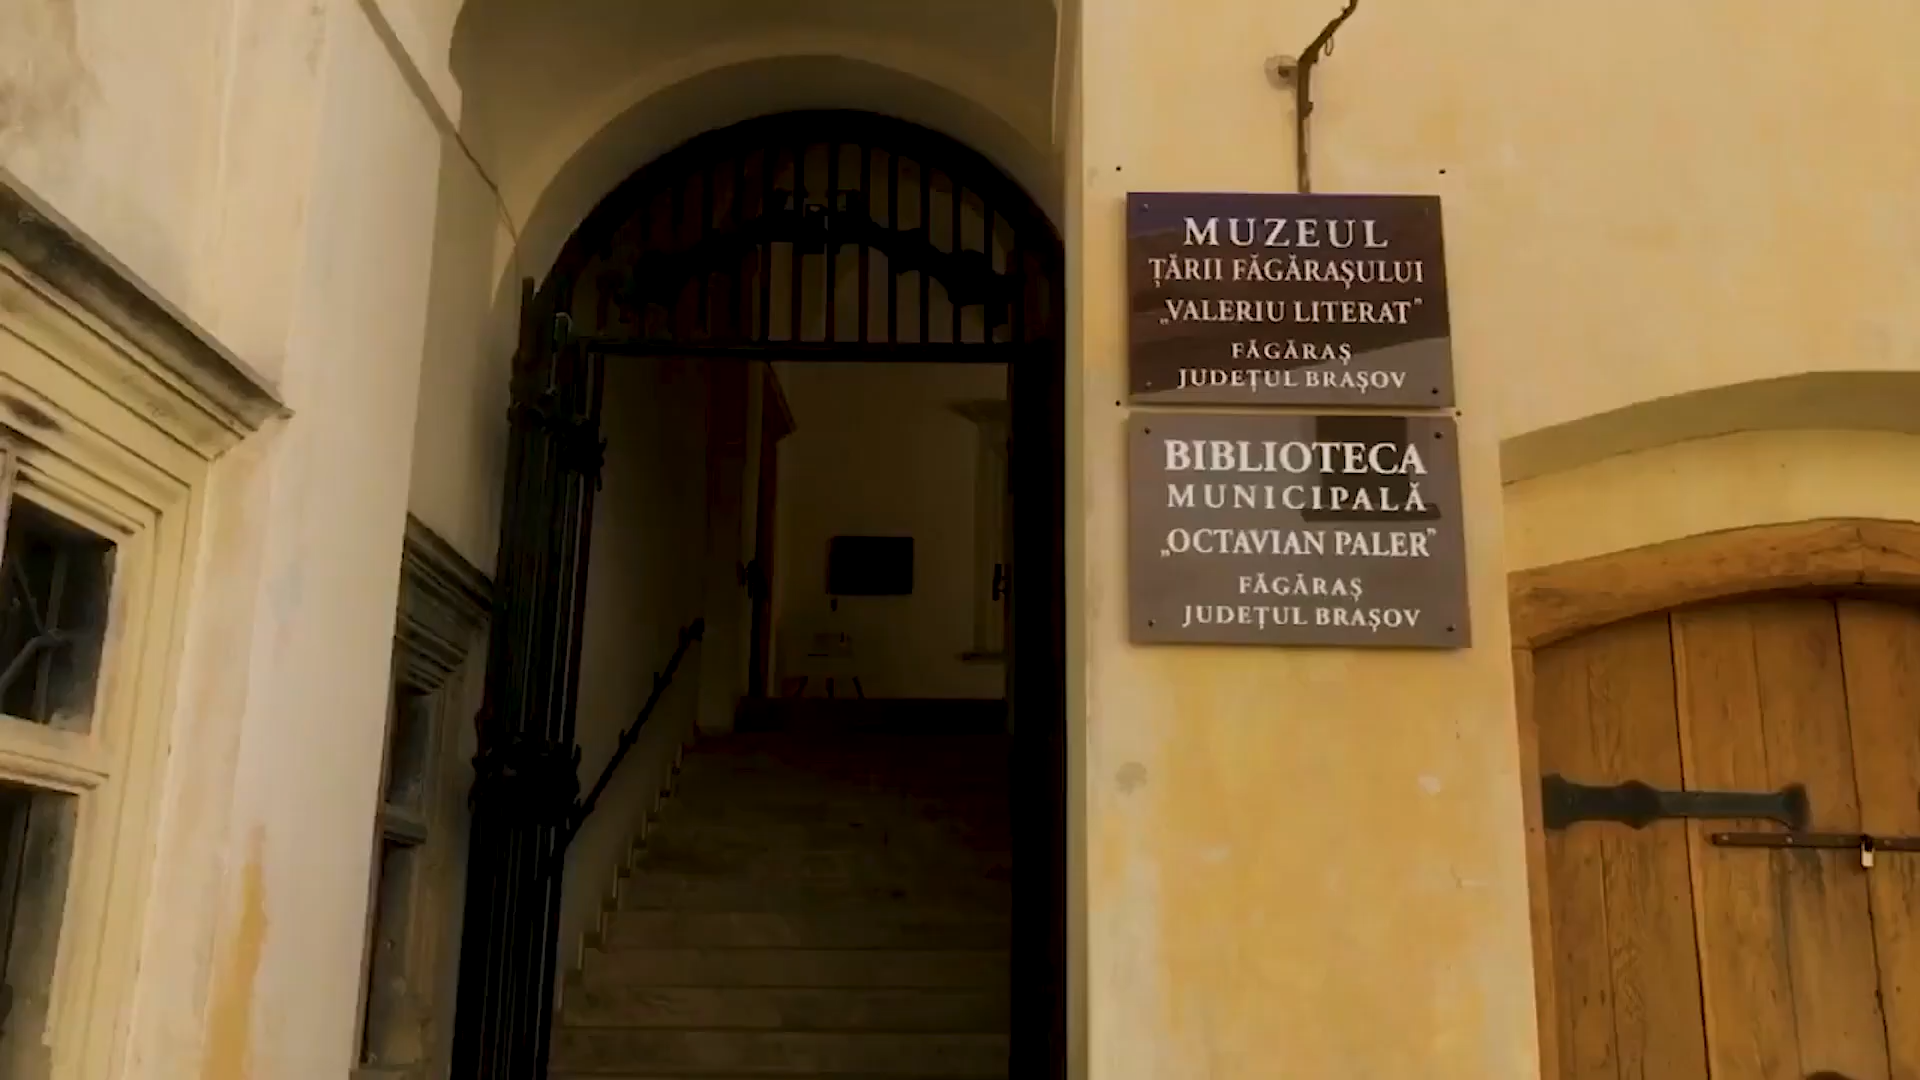 MUZEUL
ȚĂRII FĂGĂRAȘULUI
„VALERIU LITERAT”
FĂGĂRAȘ
JUDEȚUL BRAȘOV
BIBLIOTECA
MUNICIPALĂ
„OCTAVIAN PALER”
FĂGĂRAȘ
JUDEȚUL BRAȘOV